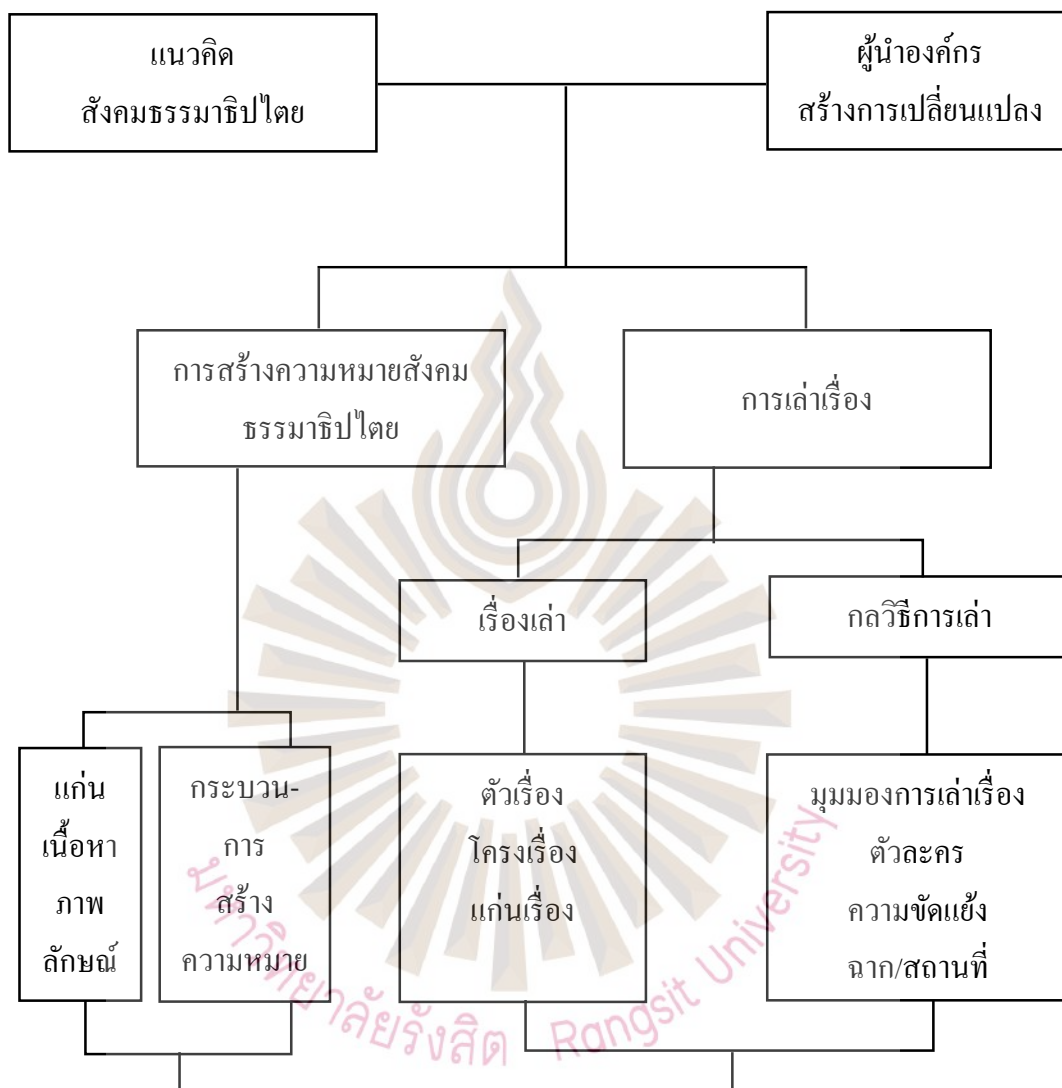 แนวคิด
สังคมธรรมาธิปไตย
ผู้นำองค์กร
สร้างการเปลี่ยนแปลง
การสร้างความหมายสังคม
ธรรมาธิปไตย
การเล่าเรื่อง
เรื่องเล่า
กลวิธีการเล่า
แก่น
เนื้อหา
ภาพ
ลักษณ์
กระบวน-
การ
สร้าง
ความหมาย
ตัวเรื่อง
โครงเรื่อง
แก่นเรื่อง
มุมมองการเล่าเรื่อง
ตัวละคร
ความขัดแย้ง
ฉาก/สถานที่
มหาวิทยาลัยรังสิต Rangsit University